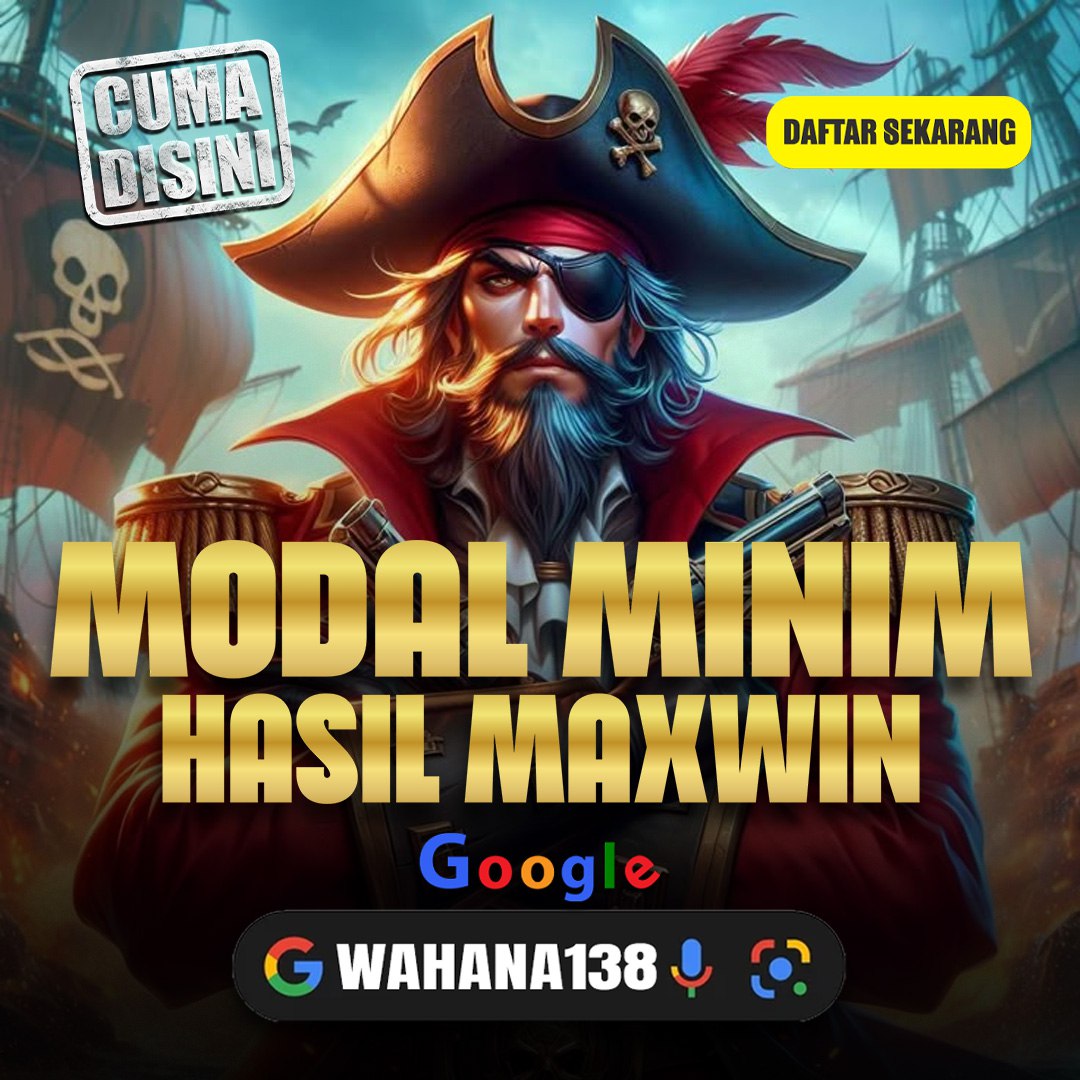 CUMA
DISINI
DAFTAR SEKARANG
MODAL MINIM
HASIL MAXWIN
Google
G WAHANA138